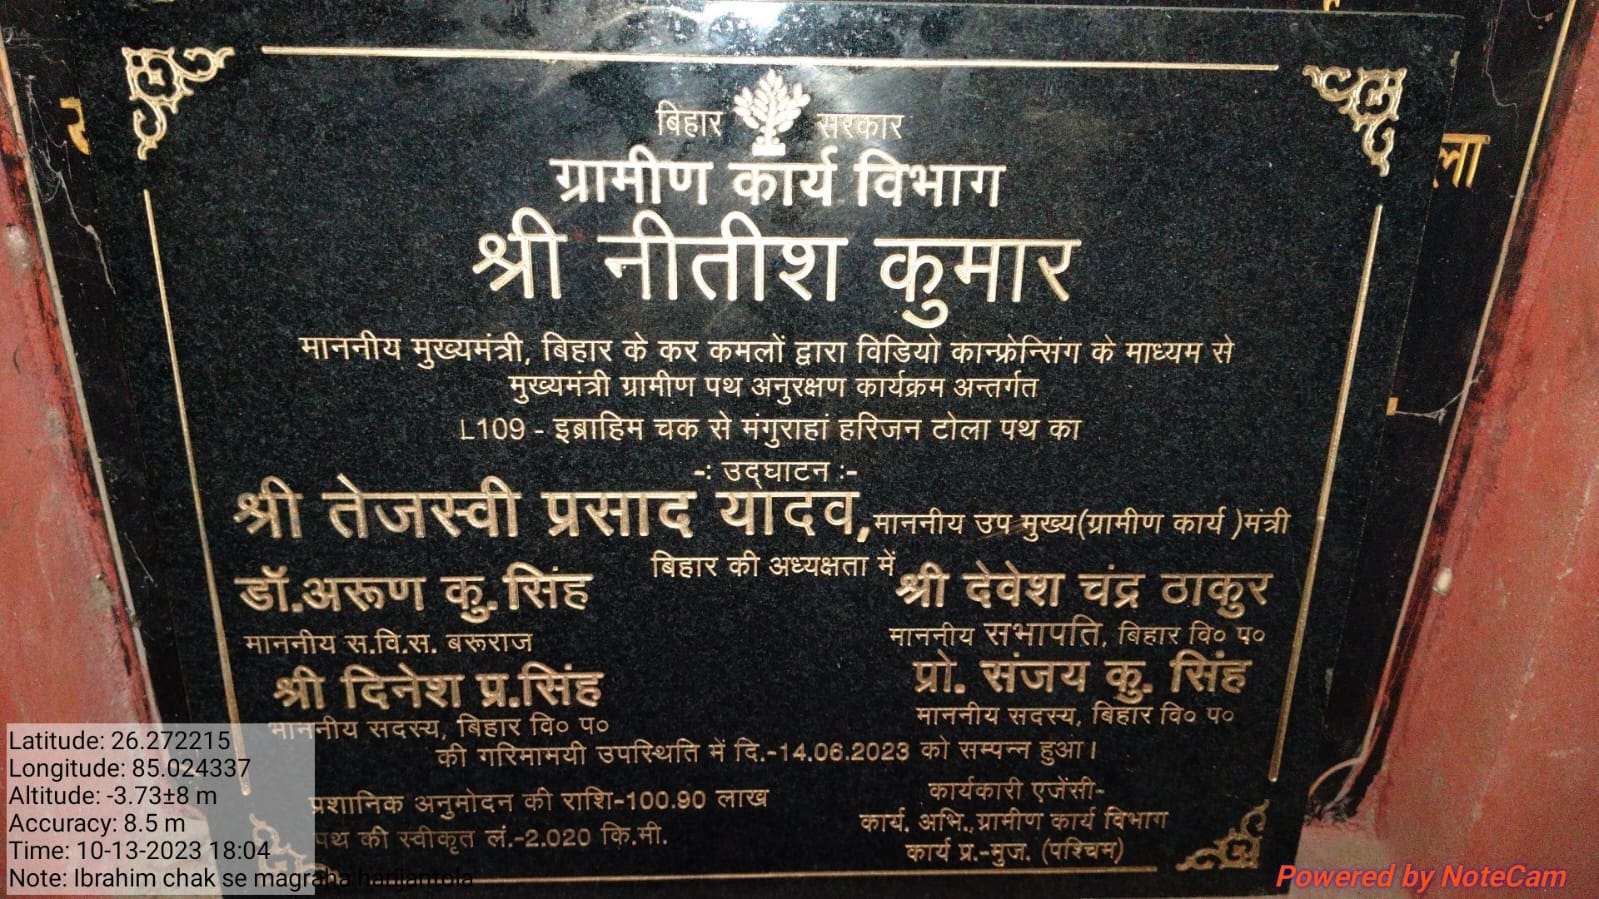 बिहार सरकार
ग्रामीण कार्य विभाग
श्री नीतीश कुमार
माननीय मुख्यमंत्री, बिहार के कर कमलों द्वारा विडियो कान्फ्रेन्सिंग के माध्यम से
मुख्यमंत्री ग्रामीण पथ अनुरक्षण कार्यक्रम अन्तर्गत
L109 - इब्राहिम चक से मंगुराहां हरिजन टोला पथ का
-: उद्घाटन :-
श्री तेजस्वी प्रसाद यादव, माननीय उप मुख्य(ग्रामीण कार्य )मंत्री
बिहार की अध्यक्षता में
डॉ.अरूण कु. सिंह
माननीय स.वि.स. बरूराज
श्री देवेश चंद्र ठाकुर
माननीय सभापति, बिहार वि० प०
श्री दिनेश प्र.सिंह
माननीय सदस्य, बिहार वि० प०
प्रो. संजय कु. सिंह
माननीय सदस्य, बिहार वि० प०
की गरिमामयी उपस्थिति में दि.-14.06.2023 को सम्पन्न हुआ।
प्रशानिक अनुमोदन की राशि-100.90 लाख
पथ की स्वीकृत लं.-2.020 कि.मी.
कार्यकारी एजेंसी-
कार्य. अभि.,ग्रामीण कार्य विभाग
कार्य प्र.-मुज. (पश्चिम)
ला
Latitude: 26.272215
Longitude: 85.024337
Altitude: -3.73±8 m
Accuracy: 8.5 m
Time: 10-13-2023 18:04
Note: Ibrahim chak se magraha harijantola
Powered by NoteCam